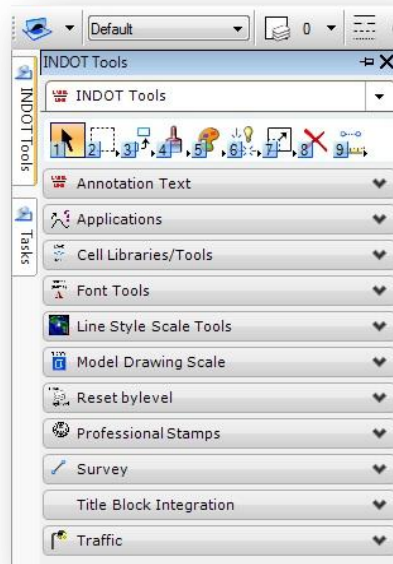 Default
0
INDOT Tools
INDOT Tools
Tasks
INDOT Tools
1 2 3 4 5 6 7 8 9
Annotation Text
Applications
Cell Libraries/Tools
Font Tools
Line Style Scale Tools
Model Drawing Scale
Reset bylevel
Professional Stamps
Survey
Title Block Integration
Traffic